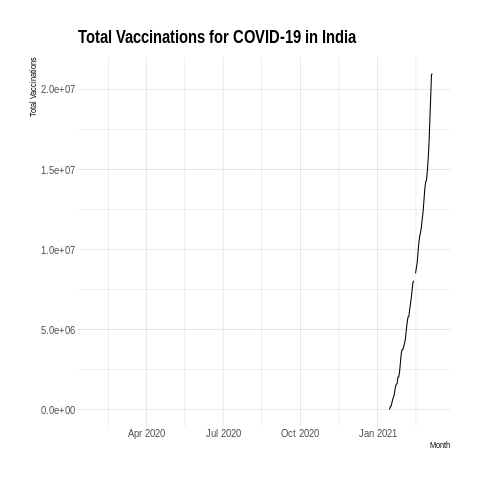 Total Vaccinations for COVID-19 in India
Total Vaccinations
2.0e+07
1.5e+07
1.0e+07
5.0e+06
0.0e+00
Apr 2020 Jul 2020 Oct 2020 Jan 2021
Month